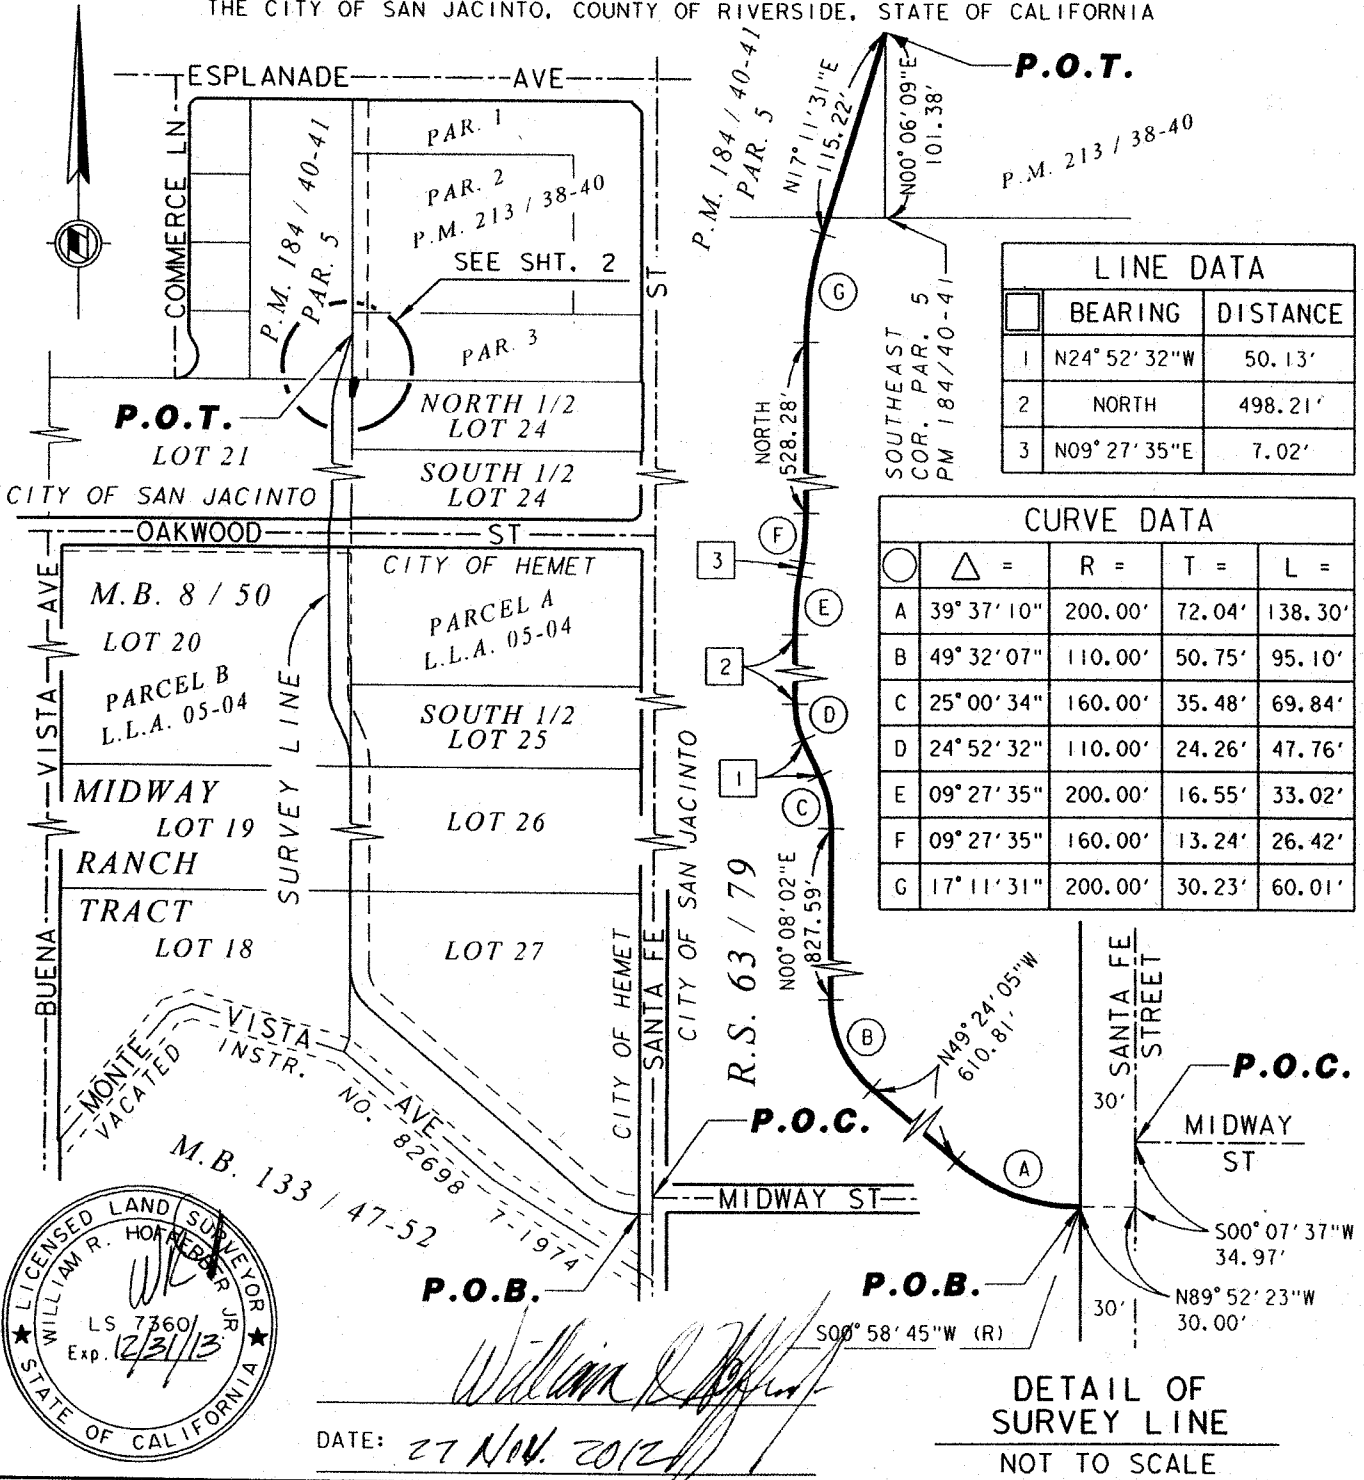 THE CITY OF SAN JACINTO, COUNTY OF RIVERSIDE, STATE OF CALIFORNIA
ESPLANADE AVE
COMMERCE LN
P.M. 184 / 40-41
PAR. 5
PAR. 1
PAR. 2
P.M. 213 / 38-40
SEE SHT. 2
PAR. 3
ST
P.O.T.
LOT 21
NORTH 1/2
LOT 24
SOUTH 1/2
LOT 24
CITY OF SAN JACINTO
OAKWOOD ST
CITY OF HEMET
M.B. 8 / 50
LOT 20
PARCEL B
L.L.A. 05-04
PARCEL A
L.L.A. 05-04
SURVEY LINE
SOUTH 1/2
LOT 25
BUENA VISTA AVE
MIDWAY
LOT 19
RANCH
TRACT
LOT 18
LOT 26
LOT 27
CITY OF HEMET
SANTA FE
CITY OF SAN JACINTO
MONTE VISTA AVE
VACATED INSTR. NO. 82698 7-1974
M.B. 133 / 47-52
P.O.C.
MIDWAY ST
P.O.B.
P.M. 184 / 40-41
PAR. 5
N17°11'31"E
115.22'
N00°06'09"E
101.38'
P.O.T.
P.M. 213 / 38-40
G
SOUTHEAST
COR. PAR. 5
PM 184/40-41
NORTH
528.28'
F
3
E
2
D
1
C
N00°08'02"E
827.59'
R.S. 63 / 79
B
N49°24'05"W
610.81'
A
LINE DATA
BEARING DISTANCE
1 N24°52'32"W 50.13'
2 NORTH 498.21'
3 N09°27'35"E 7.02'
CURVE DATA
△ = R = T = L =
A 39°37'10" 200.00' 72.04' 138.30'
B 49°32'07" 110.00' 50.75' 95.10'
C 25°00'34" 160.00' 35.48' 69.84'
D 24°52'32" 110.00' 24.26' 47.76'
E 09°27'35" 200.00' 16.55' 33.02'
F 09°27'35" 160.00' 13.24' 26.42'
G 17°11'31" 200.00' 30.23' 60.01'
SANTA FE
STREET
P.O.C.
30'
MIDWAY
ST
S00°07'37"W
34.97'
P.O.B.
30'
N89°52'23"W
30.00'
S00°58'45"W (R)
DETAIL OF
SURVEY LINE
NOT TO SCALE
LICENSED LAND SURVEYOR
WILLIAM R. HOFFERBER JR.
LS 7360
Exp. 12/31/13
STATE OF CALIFORNIA
DATE: 27 NOV. 2012